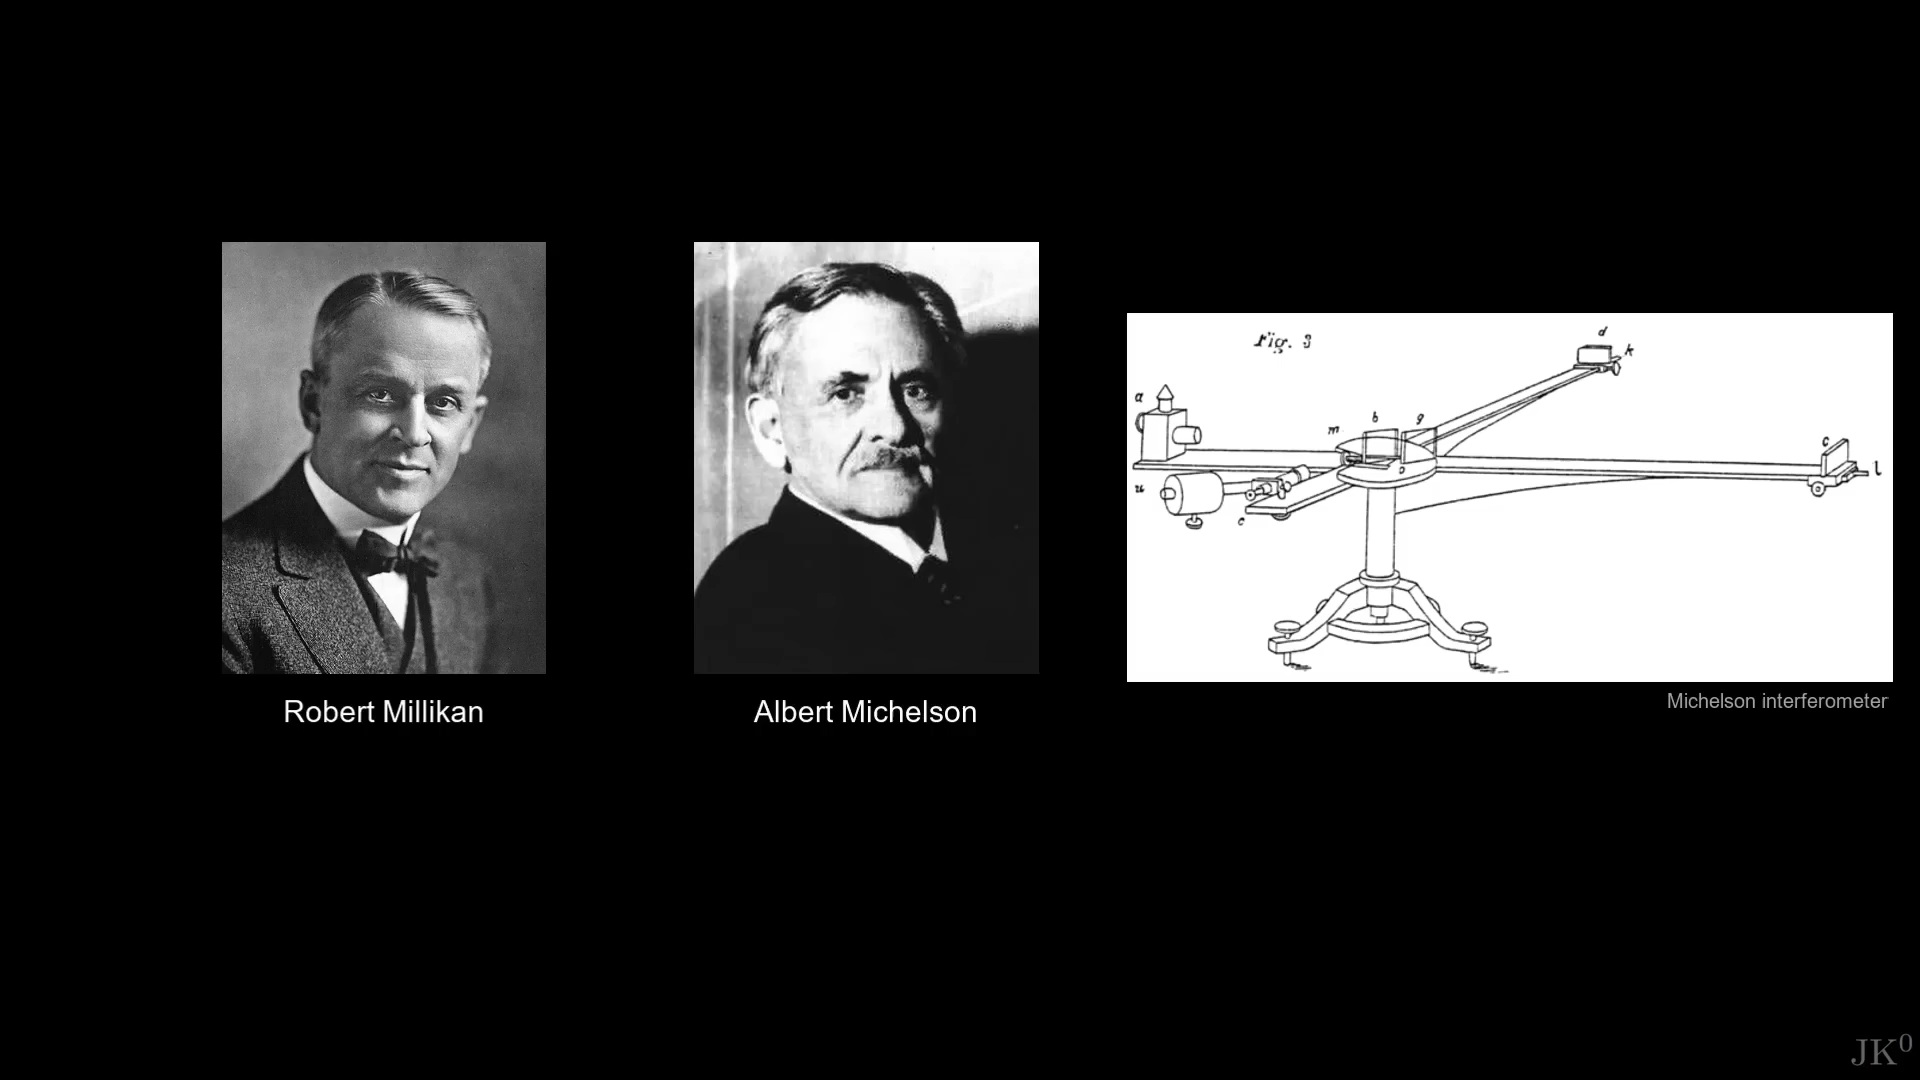 Robert Millikan
Albert Michelson
Fig. 3
d
k
a
b
g
m
c
l
u
o
e
Michelson interferometer
JK⁰